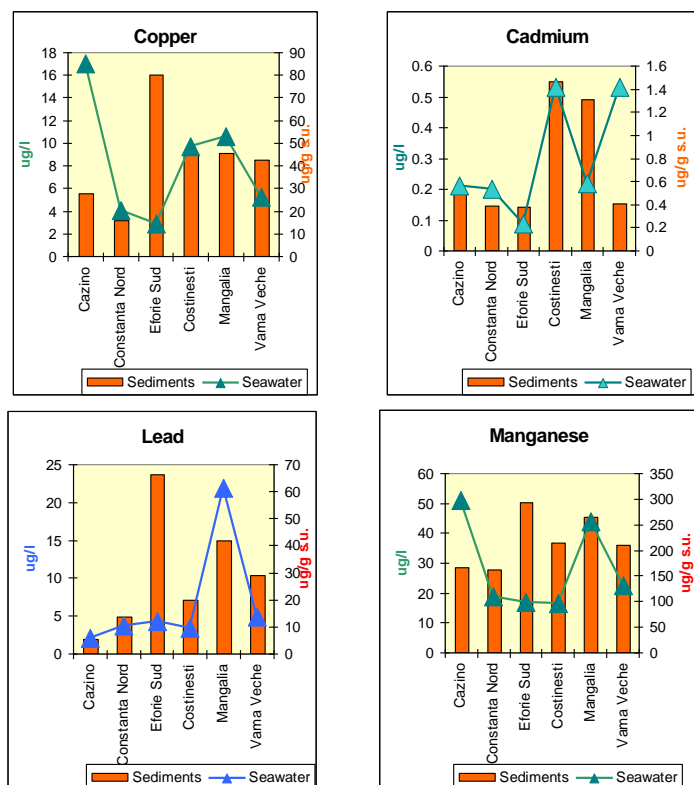 Copper
18
16
14
12
10
8
6
4
2
0
ug/l
90
80
70
60
50
40
30
20
10
0
ug/g s.u.
Cazino
Constanta Nord
Eforie Sud
Costinesti
Mangalia
Vama Veche
Sediments
Seawater
Cadmium
0.6
0.5
0.4
0.3
0.2
0.1
0
ug/l
1.6
1.4
1.2
1
0.8
0.6
0.4
0.2
0
ug/g s.u.
Cazino
Constanta Nord
Eforie Sud
Costinesti
Mangalia
Vama Veche
Sediments
Seawater
Lead
25
20
15
10
5
0
ug/l
70
60
50
40
30
20
10
0
ug/g s.u.
Cazino
Constanta Nord
Eforie Sud
Costinesti
Mangalia
Vama Veche
Sediments
Seawater
Manganese
60
50
40
30
20
10
0
ug/l
350
300
250
200
150
100
50
0
ug/g s.u.
Cazino
Constanta Nord
Eforie Sud
Costinesti
Mangalia
Vama Veche
Sediments
Seawater